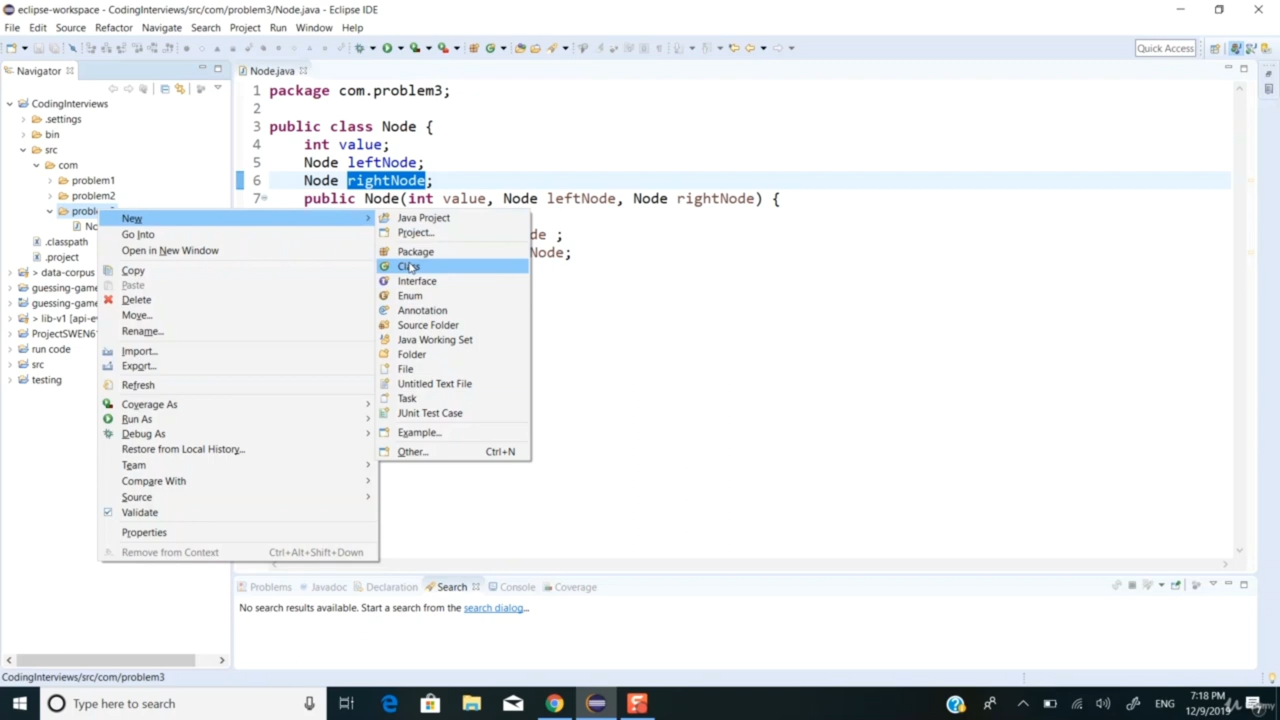 eclipse-workspace - CodingInterviews/src/com/problem3/Node.java - Eclipse IDE
File Edit Source Refactor Navigate Search Project Run Window Help
Quick Access
Navigator
CodingInterviews
.settings
bin
src
com
problem1
problem2
.classpath
.project
> data-corpus
guessing-game
guessing-game
> lib-v1 [api-
run code
src
testing
Node.java
1 package com.problem3;
2
3 public class Node {
4 int value;
5 Node leftNode;
6 Node rightNode;
7 public Node(int value, Node leftNode, Node rightNode) {
de ;
Node;
New
Go Into
Open in New Window
Copy
Paste
Delete
Move...
Rename...
Import...
Export...
Refresh
Coverage As
Run As
Debug As
Restore from Local History...
Team
Compare With
Source
Validate
Properties
Remove from Context Ctrl+Alt+Shift+Down
Java Project
Project...
Package
Class
Interface
Enum
Annotation
Source Folder
Java Working Set
Folder
File
Untitled Text File
Task
JUnit Test Case
Example...
Other... Ctrl+N
Problems Javadoc Declaration Search Console Coverage
No search results available. Start a search from the search dialog...
CodingInterviews/src/com/problem3
Type here to search
ENG
7:18 PM
12/9/2019